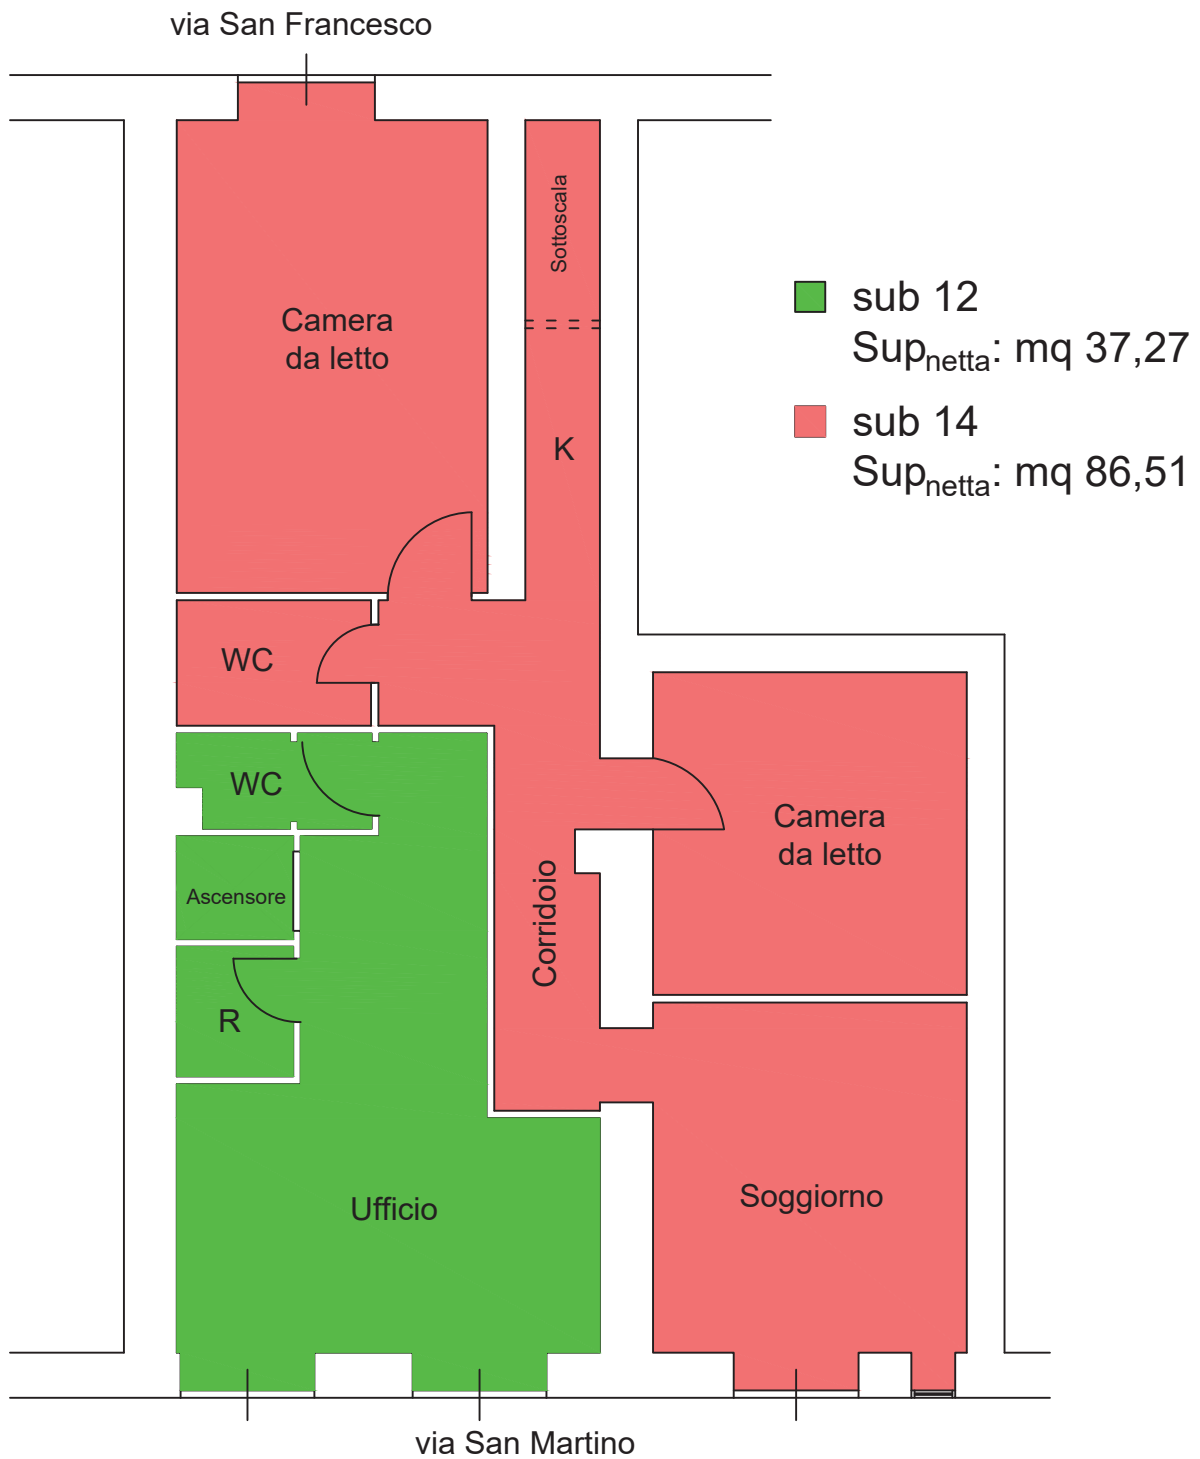 via San Francesco
Sottoscala
Camera
da letto
sub 12
Supnetta: mq 37,27
sub 14
Supnetta: mq 86,51
K
WC
WC
Camera
da letto
Ascensore
Corridoio
R
Soggiorno
Ufficio
via San Martino